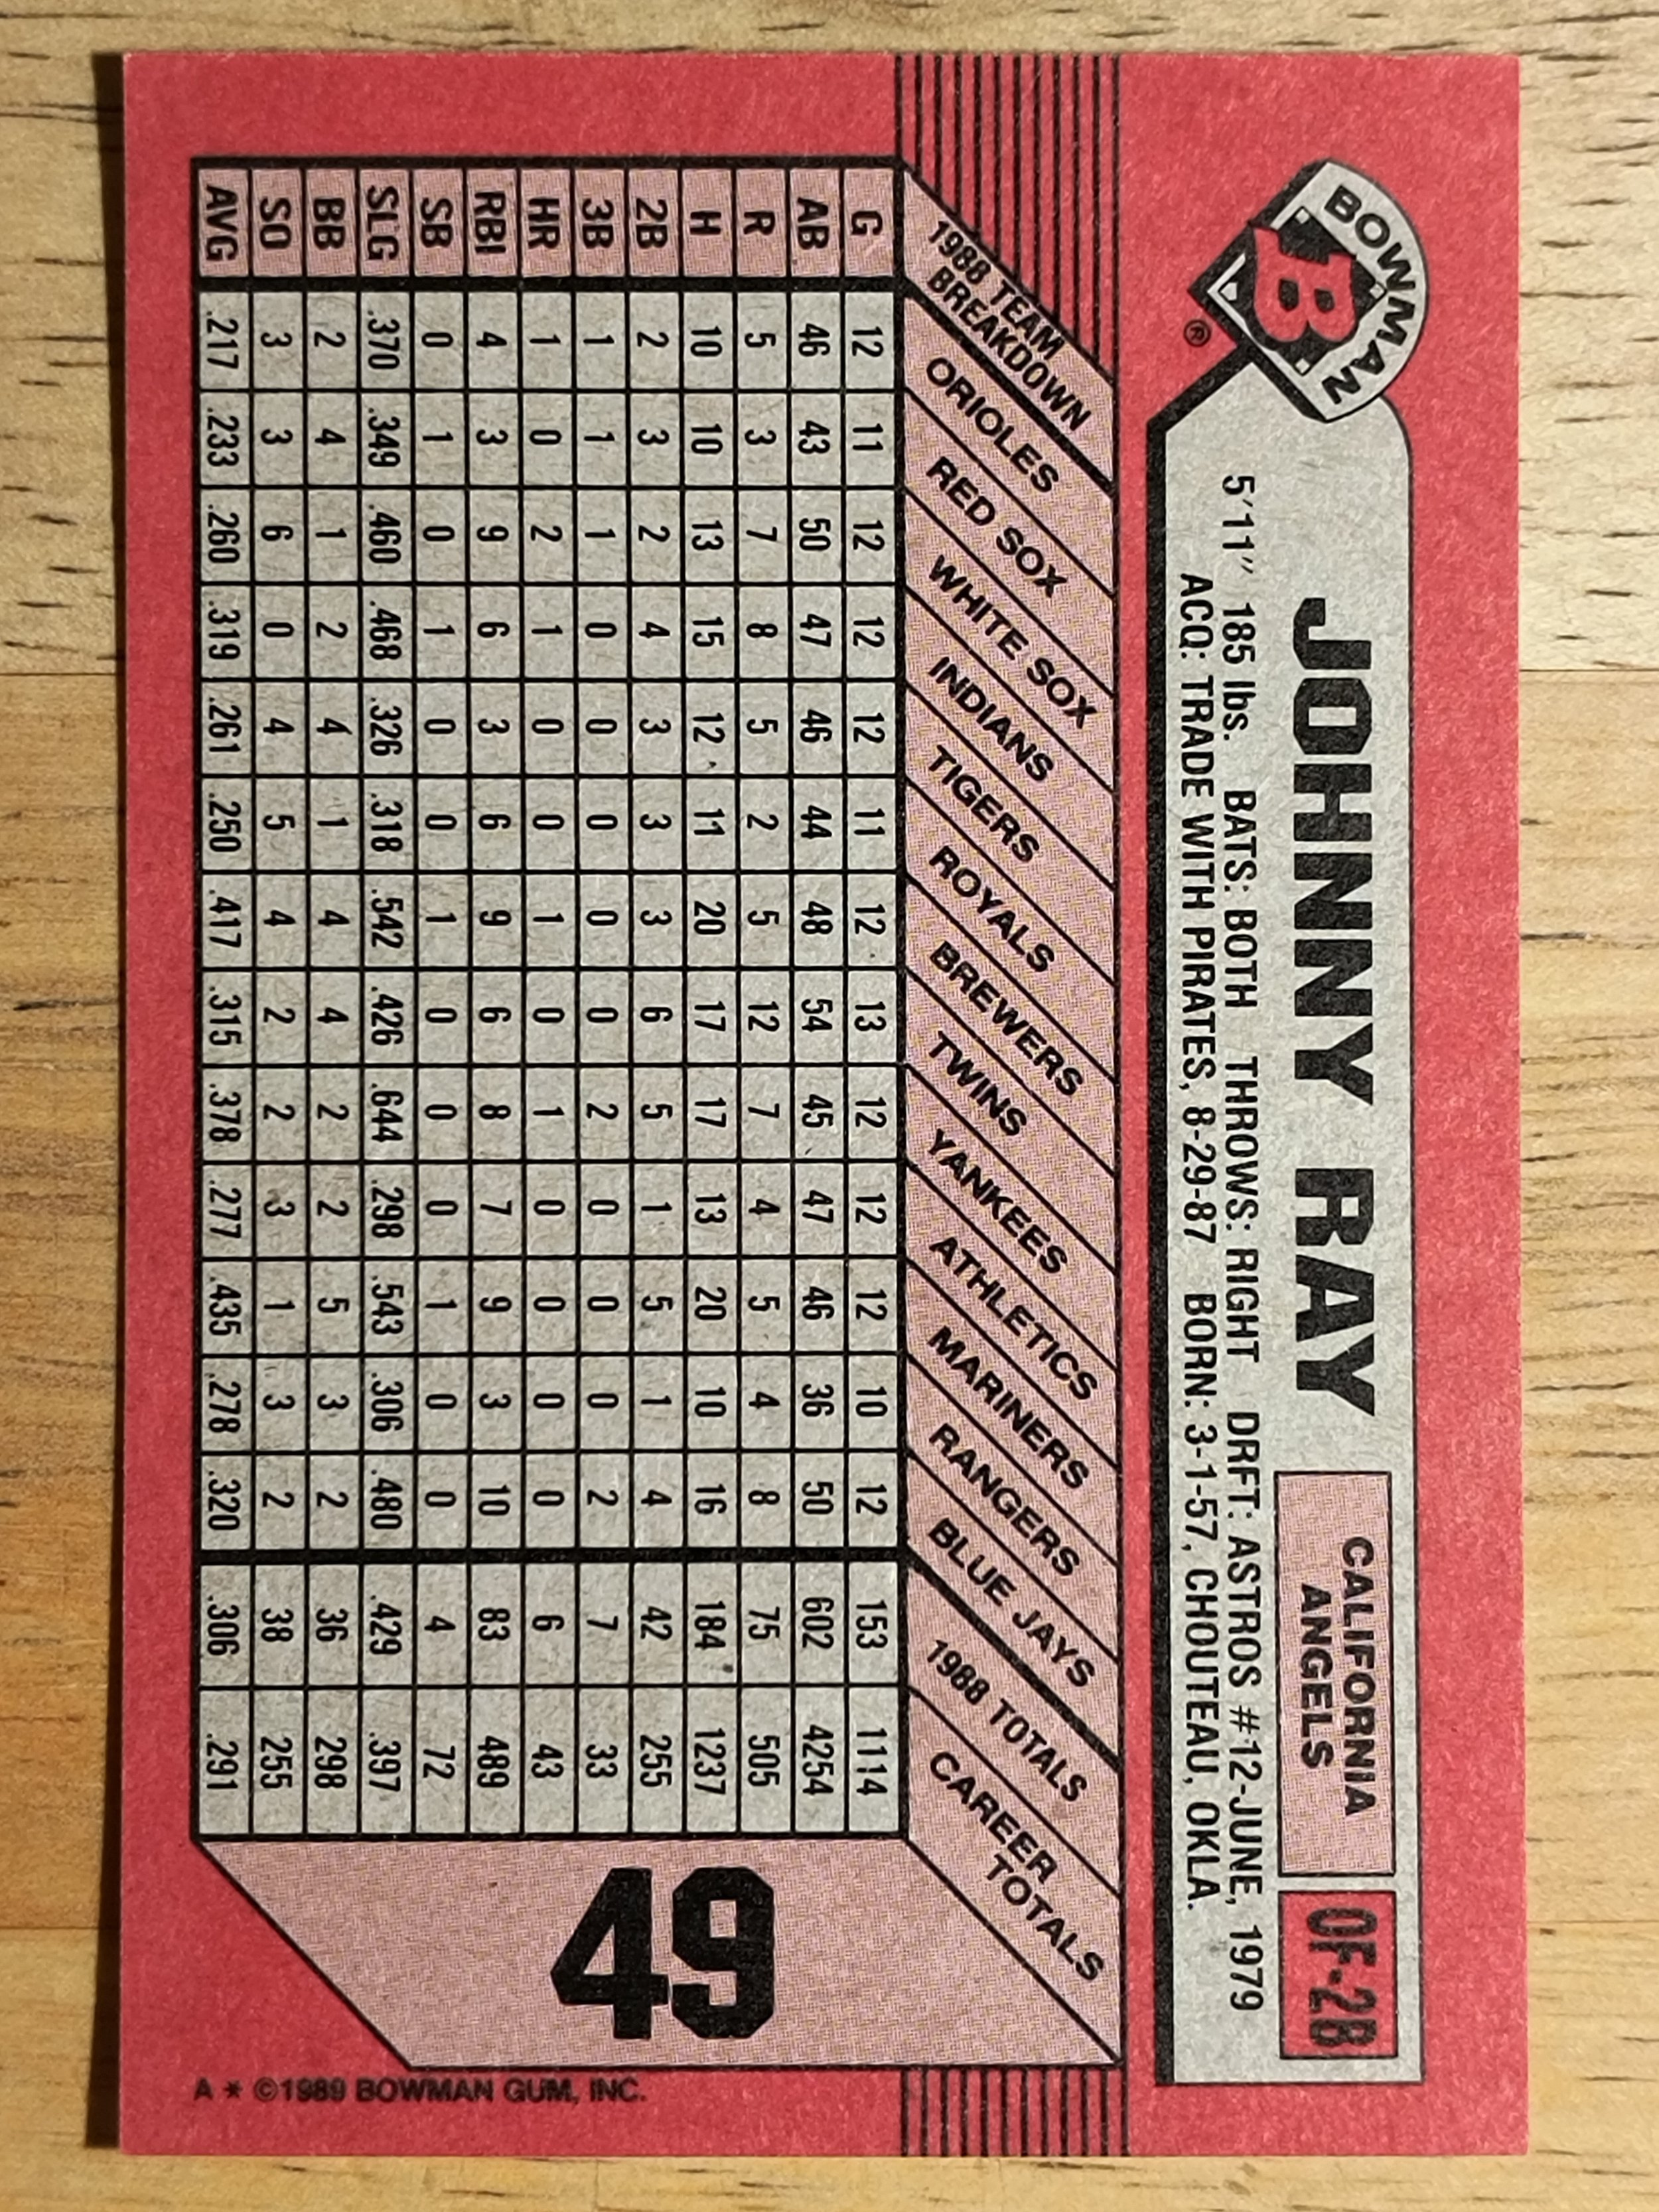 BOWMAN
B
®
JOHNNY RAY
CALIFORNIA
ANGELS
OF-2B
5'11" 185 lbs. BATS: BOTH THROWS: RIGHT DRFT: ASTROS #12-JUNE, 1979
ACQ: TRADE WITH PIRATES, 8-29-87 BORN: 3-1-57, CHOUTEAU, OKLA.
1988 TEAM
BREAKDOWN
ORIOLES
RED SOX
WHITE SOX
INDIANS
TIGERS
ROYALS
BREWERS
TWINS
YANKEES
ATHLETICS
MARINERS
RANGERS
BLUE JAYS
1988 TOTALS
CAREER
TOTALS
G 12 11 12 12 12 11 12 13 12 12 12 10 12 153 1114
AB 46 43 50 47 46 44 48 54 45 47 46 36 50 602 4254
R 5 3 7 8 5 2 5 12 7 4 5 4 8 75 505
H 10 10 13 15 12 11 20 17 17 13 20 10 16 184 1237
2B 2 3 2 4 3 3 3 6 5 1 5 1 4 42 255
3B 1 1 1 0 0 0 0 0 2 0 0 0 2 7 33
HR 1 0 2 1 0 0 1 0 1 0 0 0 0 6 43
RBI 4 3 9 6 3 6 9 6 8 7 9 3 10 83 489
SB 0 1 0 1 0 0 1 0 0 0 1 0 0 4 72
SLG .370 .349 .460 .468 .326 .318 .542 .426 .644 .298 .543 .306 .480 .429 .397
BB 2 4 1 2 4 1 4 4 2 2 5 3 2 36 298
SO 3 3 6 0 4 5 4 2 2 3 1 3 2 38 255
AVG .217 .233 .260 .319 .261 .250 .417 .315 .378 .277 .435 .278 .320 .306 .291
49
A * ©1989 BOWMAN GUM, INC.